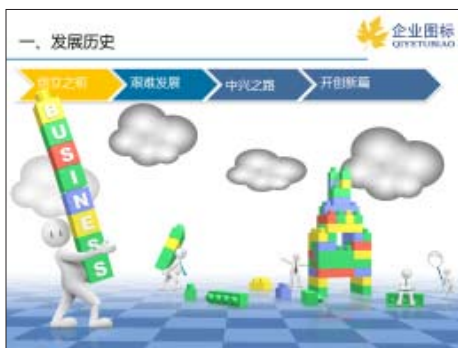 一、发展历史
企业图标
QIYETUBIAO
创立之初
艰难发展
中兴之路
开创新篇
BUSINESS